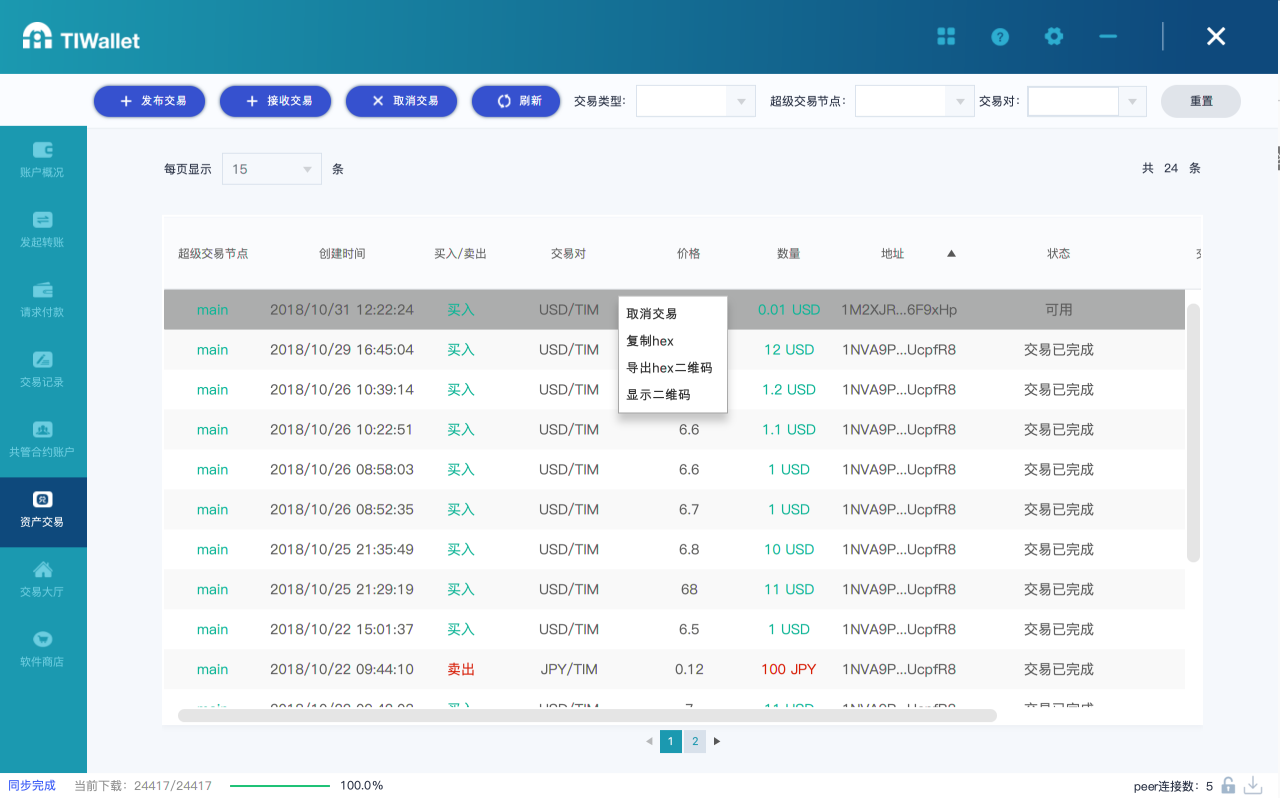 TIWallet
发布交易 接收交易 取消交易 刷新 交易类型: 超级交易节点: 交易对: 重置
账户概况
发起转账
请求付款
交易记录
共管合约账户
资产交易
交易大厅
软件商店
每页显示 15 条 共 24 条
超级交易节点 创建时间 买入/卖出 交易对 价格 数量 地址 ▲ 状态
main 2018/10/31 12:22:24 买入 USD/TIM 0.01 USD 1M2XJR...6F9xHp 可用
取消交易
复制hex
导出hex二维码
显示二维码
main 2018/10/29 16:45:04 买入 USD/TIM 12 USD 1NVA9P...UcpfR8 交易已完成
main 2018/10/26 10:39:14 买入 USD/TIM 1.2 USD 1NVA9P...UcpfR8 交易已完成
main 2018/10/26 10:22:51 买入 USD/TIM 6.6 1.1 USD 1NVA9P...UcpfR8 交易已完成
main 2018/10/26 08:58:03 买入 USD/TIM 6.6 1 USD 1NVA9P...UcpfR8 交易已完成
main 2018/10/26 08:52:35 买入 USD/TIM 6.7 1 USD 1NVA9P...UcpfR8 交易已完成
main 2018/10/25 21:35:49 买入 USD/TIM 6.8 10 USD 1NVA9P...UcpfR8 交易已完成
main 2018/10/25 21:29:19 买入 USD/TIM 68 11 USD 1NVA9P...UcpfR8 交易已完成
main 2018/10/22 15:01:37 买入 USD/TIM 6.5 1 USD 1NVA9P...UcpfR8 交易已完成
main 2018/10/22 09:44:10 卖出 JPY/TIM 0.12 100 JPY 1NVA9P...UcpfR8 交易已完成
1 2
同步完成 当前下载: 24417/24417 100.0% peer连接数: 5